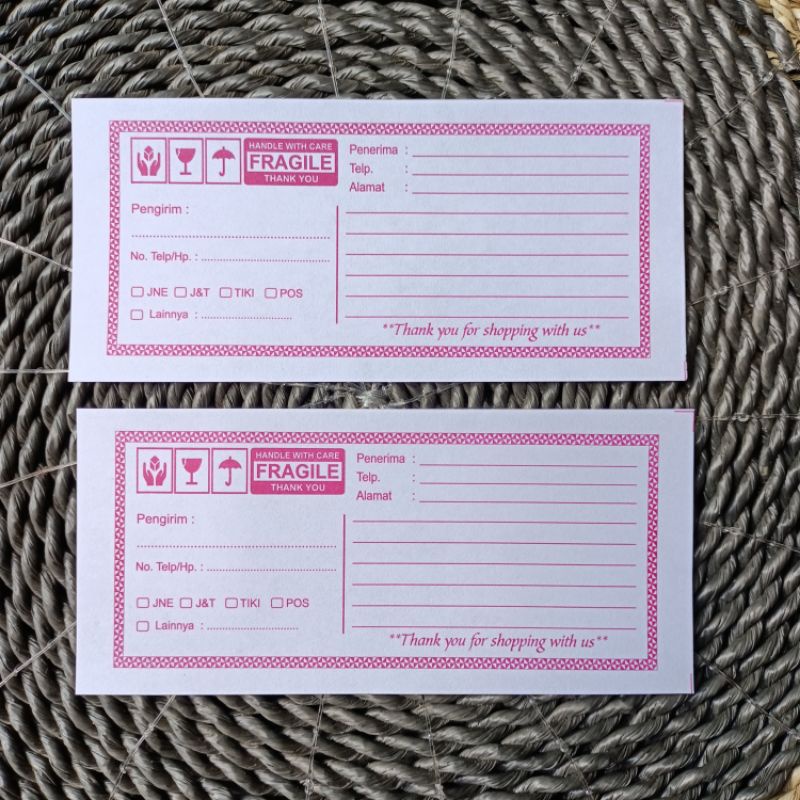 HANDLE WITH CARE
FRAGILE
THANK YOU
Penerima :
Telp. :
Alamat :
Pengirim :
No. Telp/Hp. :
JNE J&T TIKI POS
Lainnya :
**Thank you for shopping with us**
HANDLE WITH CARE
FRAGILE
THANK YOU
Penerima :
Telp. :
Alamat :
Pengirim :
No. Telp/Hp. :
JNE J&T TIKI POS
Lainnya :
**Thank you for shopping with us**